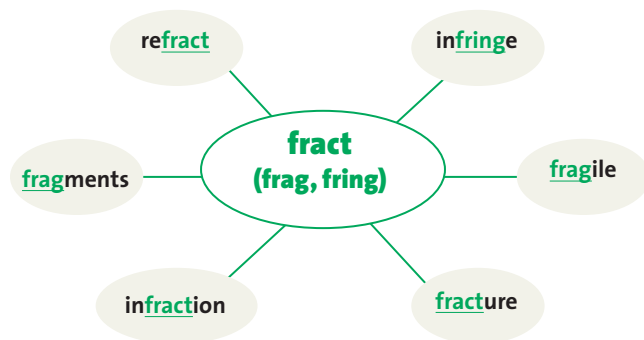 refract
infringe
fract
(frag, fring)
fragments
fragile
infraction
fracture